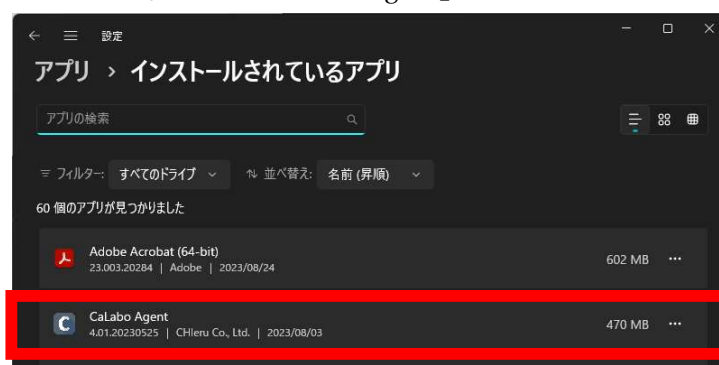 設定
アプリ › インストールされているアプリ
アプリの検索
フィルター: すべてのドライブ 並べ替え: 名前 (昇順)
60 個のアプリが見つかりました
Adobe Acrobat (64-bit)
23.003.20284 | Adobe | 2023/08/24
602 MB
CaLabo Agent
4.01.20230525 | CHIeru Co., Ltd. | 2023/08/03
470 MB